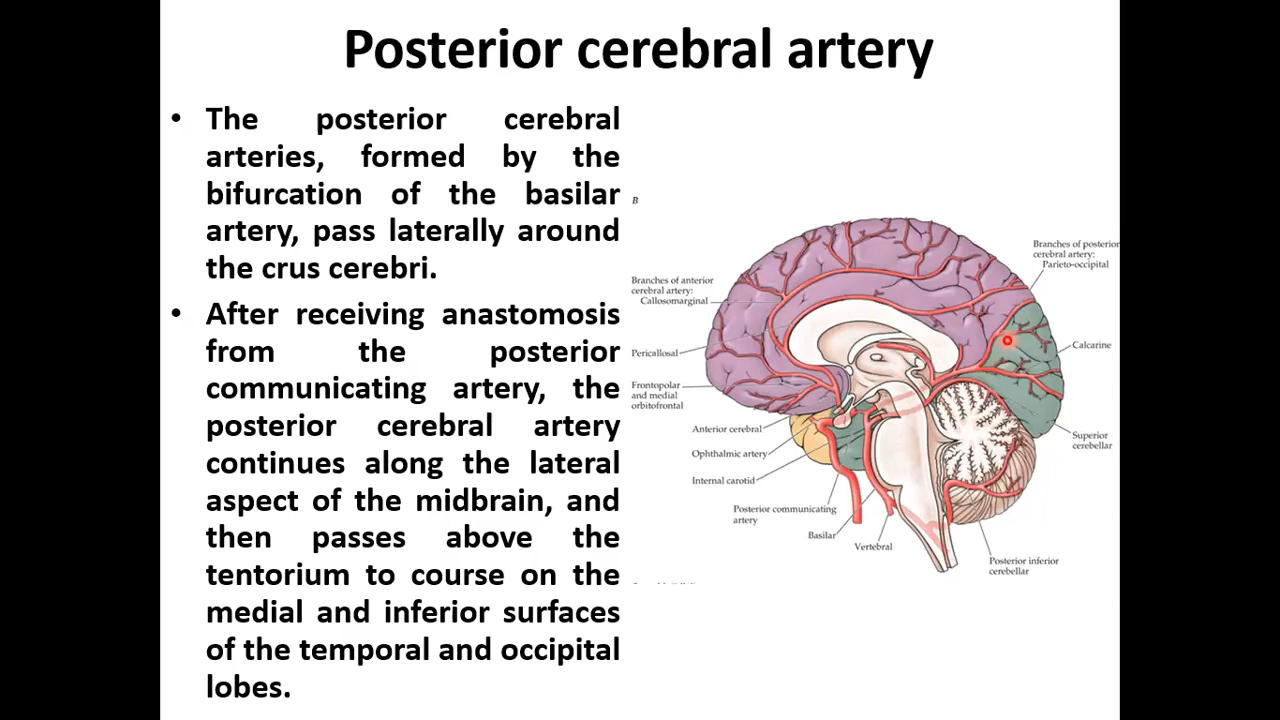 Posterior cerebral artery
• The posterior cerebral
arteries, formed by the
bifurcation of the basilar
artery, pass laterally around
the crus cerebri.
• After receiving anastomosis
from the posterior
communicating artery, the
posterior cerebral artery
continues along the lateral
aspect of the midbrain, and
then passes above the
tentorium to course on the
medial and inferior surfaces
of the temporal and occipital
lobes.
B
Branches of anterior
cerebral artery:
Callosomarginal
Pericallosal
Frontopolar
and medial
orbitofrontal
Anterior cerebral
Ophthalmic artery
Internal carotid
Posterior communicating
artery
Basilar
Vertebral
Branches of posterior
cerebral artery:
Parieto-occipital
Calcarine
Superior
cerebellar
Posterior inferior
cerebellar